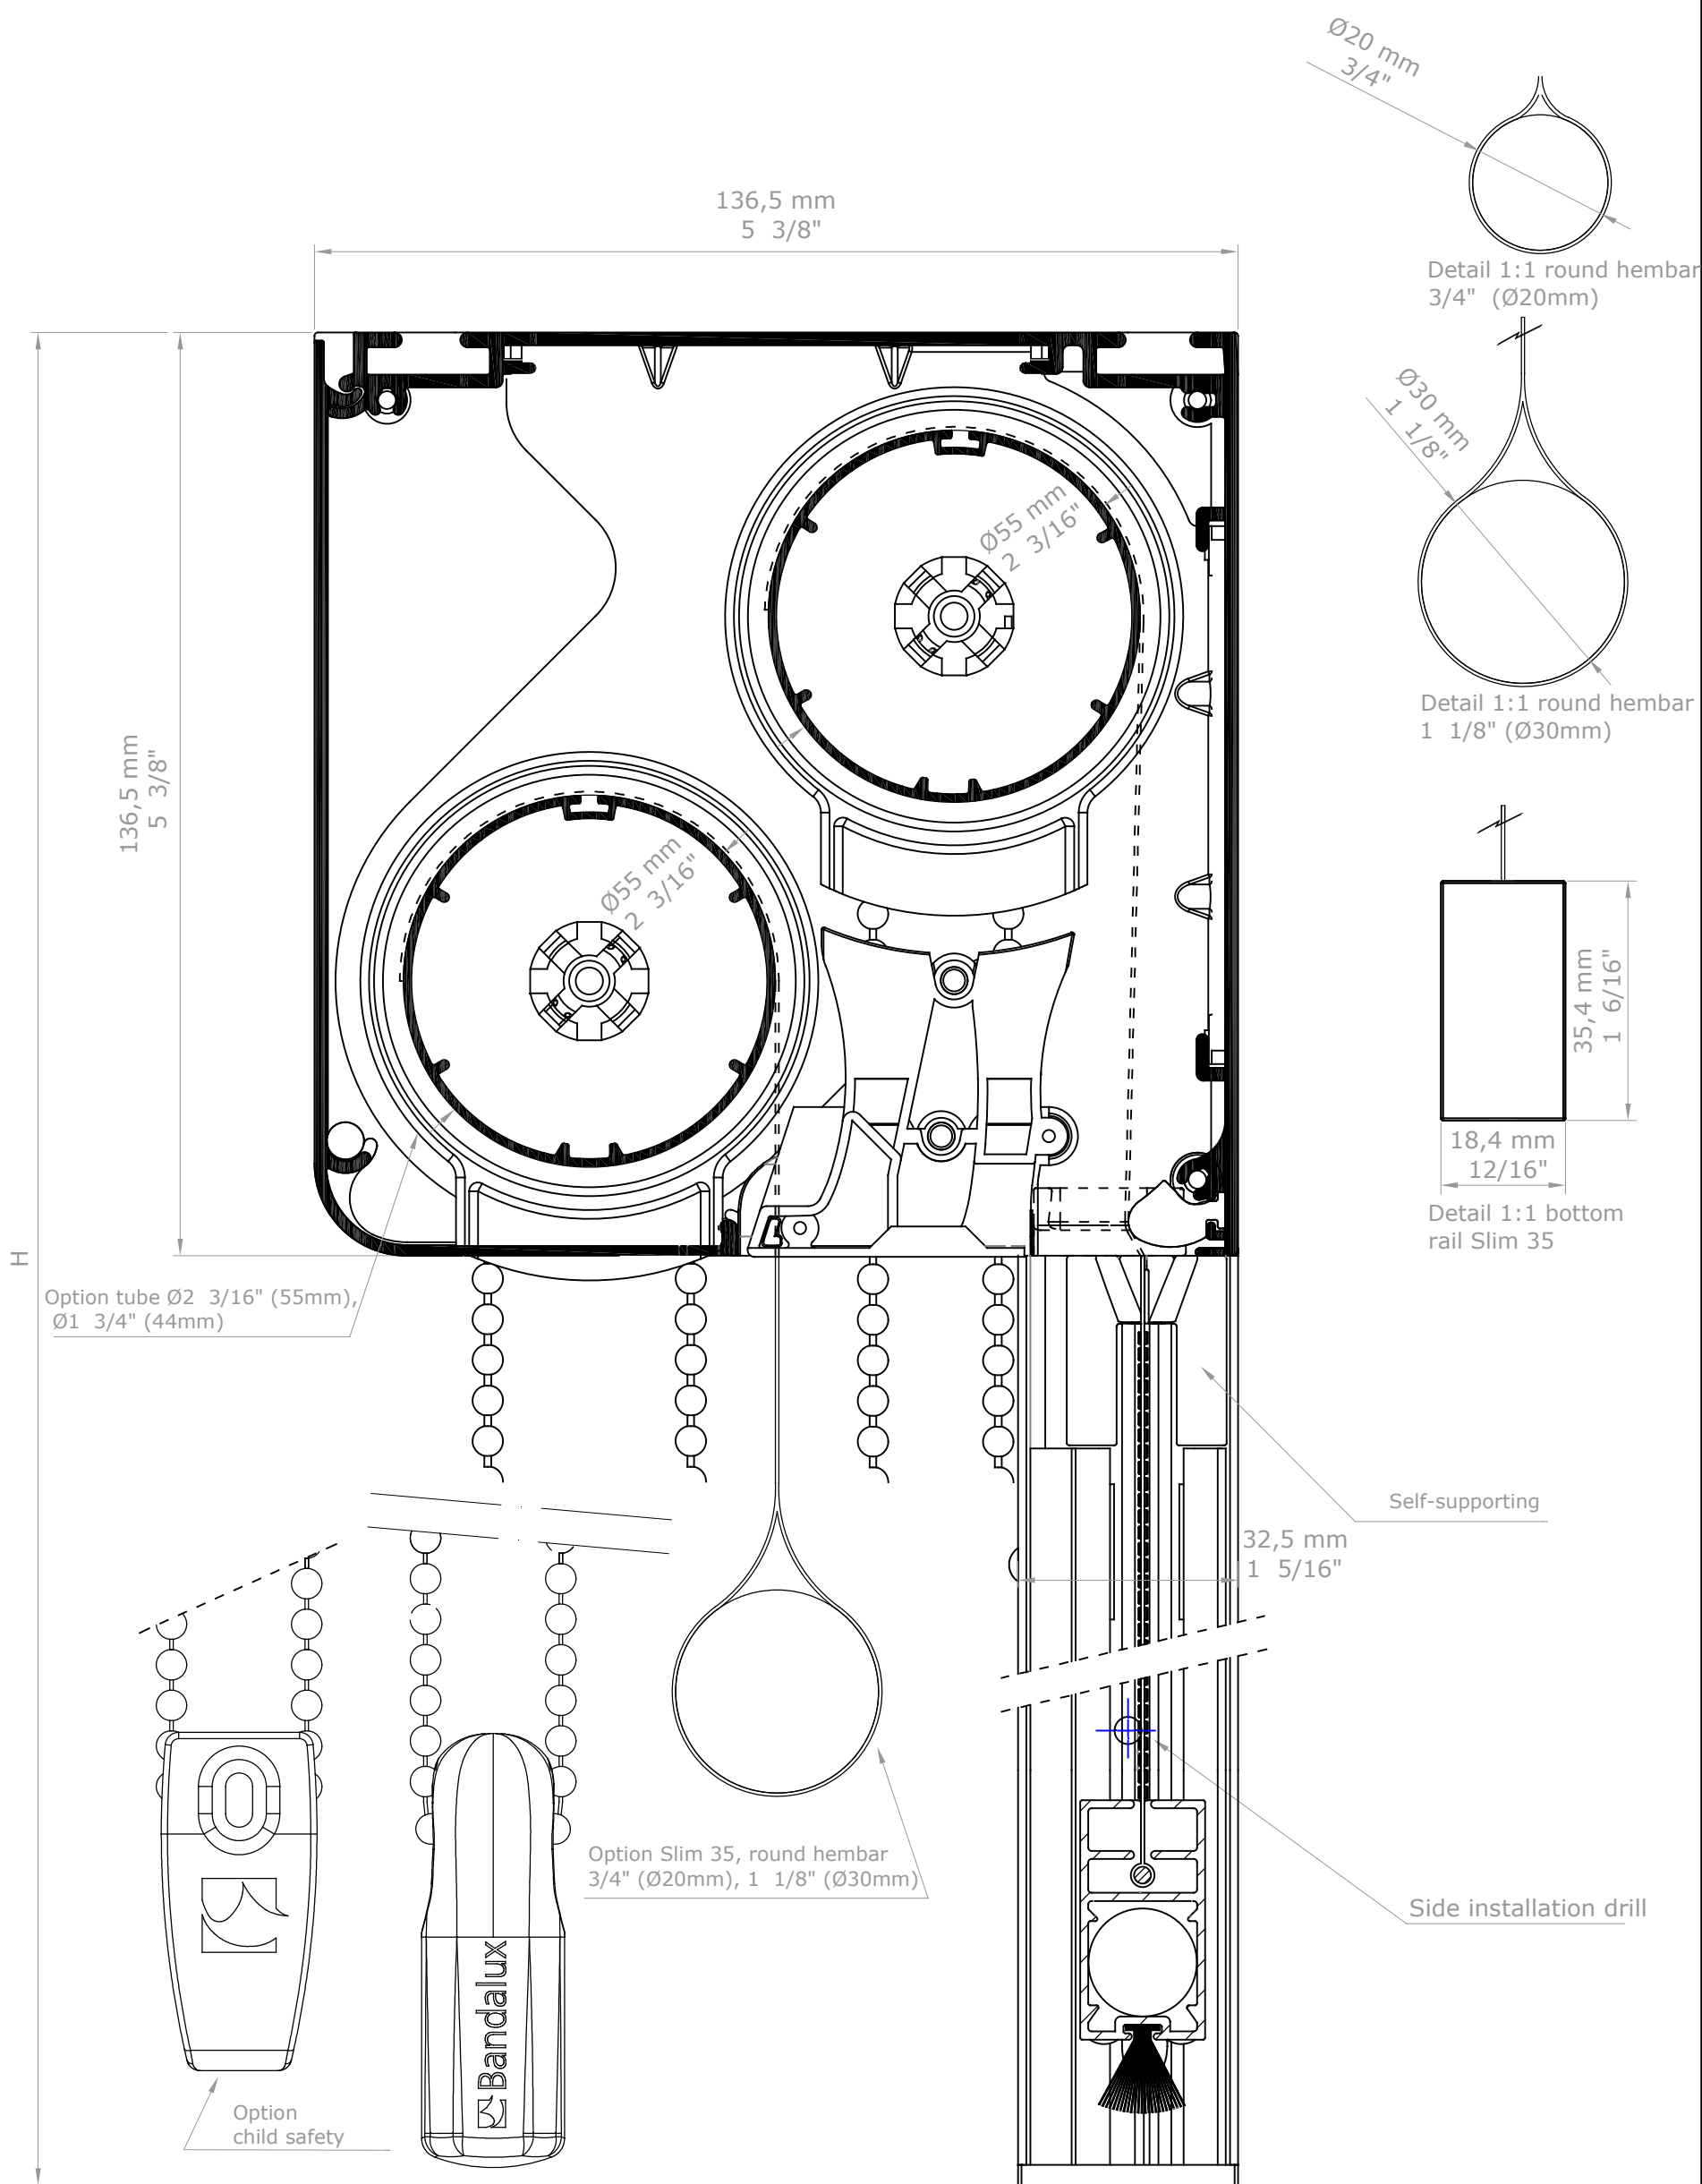 Ø20 mm
3/4"
136,5 mm
5 3/8"
Detail 1:1 round hembar
3/4" (Ø20mm)
Ø30 mm
1 1/8"
Ø55 mm
2 3/16"
Detail 1:1 round hembar
1 1/8" (Ø30mm)
136,5 mm
5 3/8"
Ø55 mm
2 3/16"
35,4 mm
1 6/16"
18,4 mm
12/16"
Detail 1:1 bottom
rail Slim 35
H
Option tube Ø2 3/16" (55mm),
Ø1 3/4" (44mm)
Self-supporting
32,5 mm
1 5/16"
Option Slim 35, round hembar
3/4" (Ø20mm), 1 1/8" (Ø30mm)
Side installation drill
Bandalux
Option
child safety